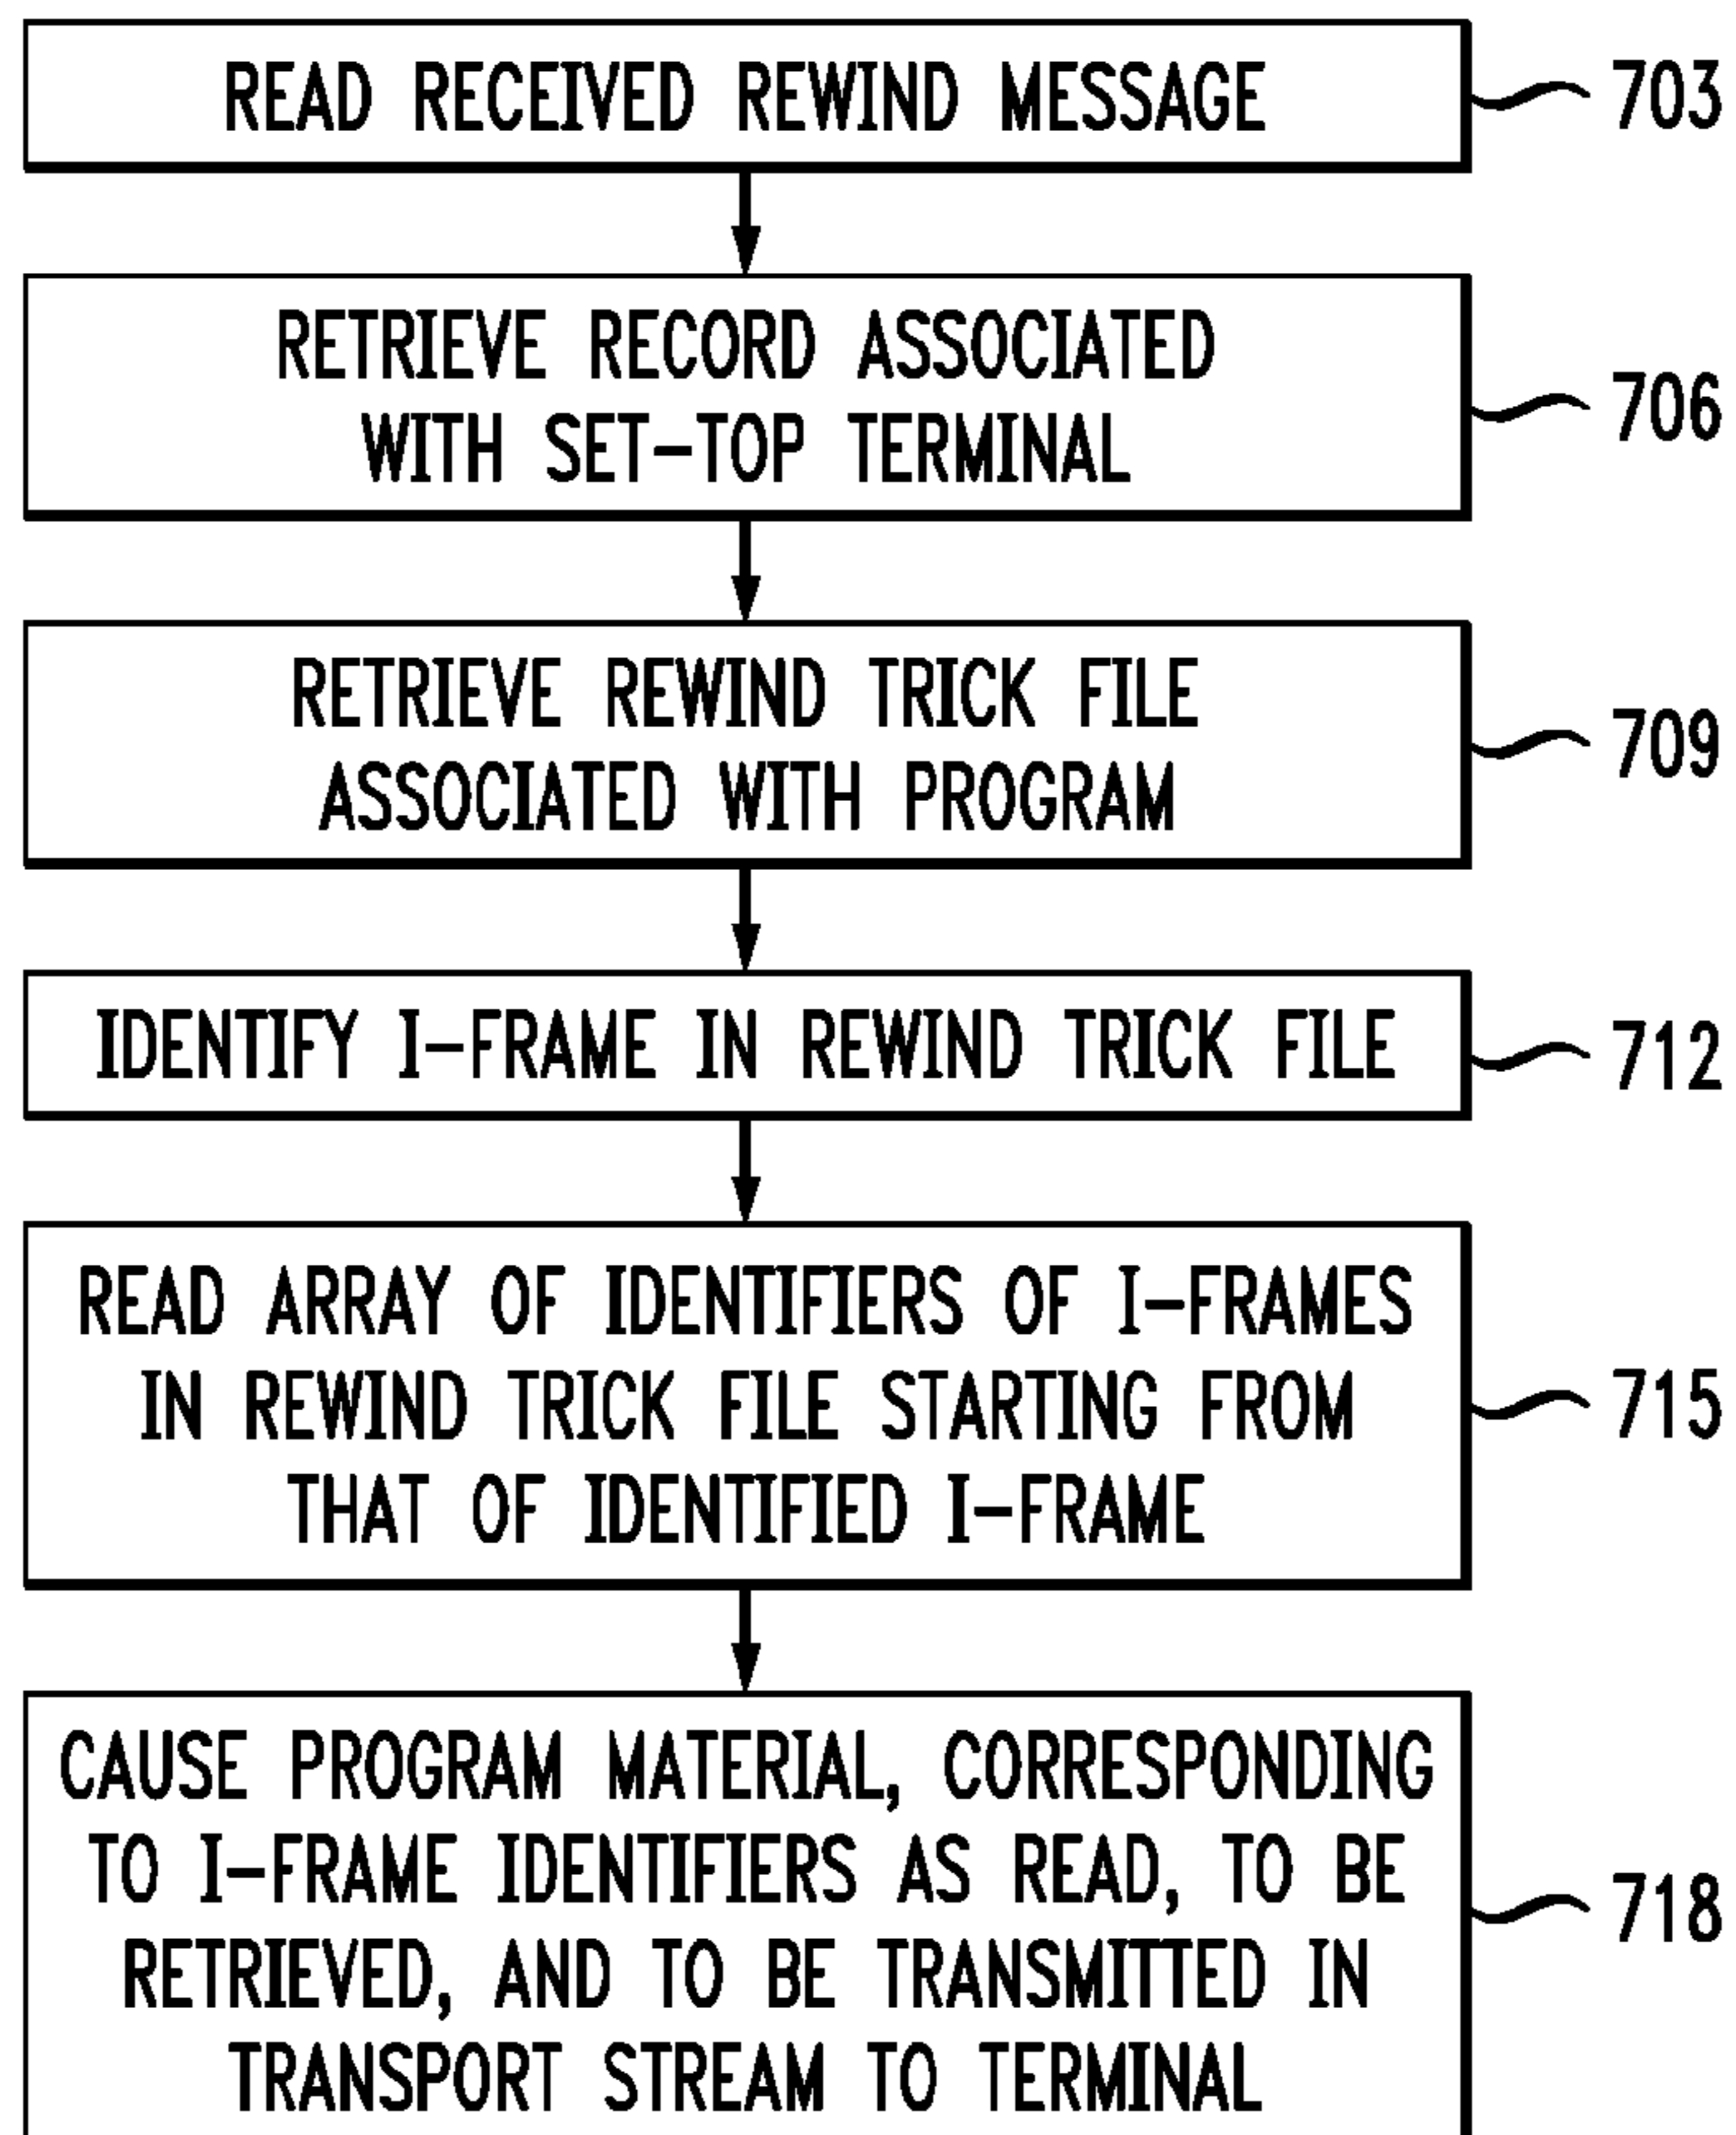 READ RECEIVED REWIND MESSAGE
703
RETRIEVE RECORD ASSOCIATED
WITH SET-TOP TERMINAL
706
RETRIEVE REWIND TRICK FILE
ASSOCIATED WITH PROGRAM
709
IDENTIFY I-FRAME IN REWIND TRICK FILE
712
READ ARRAY OF IDENTIFIERS OF I-FRAMES
IN REWIND TRICK FILE STARTING FROM
THAT OF IDENTIFIED I-FRAME
715
CAUSE PROGRAM MATERIAL, CORRESPONDING
TO I-FRAME IDENTIFIERS AS READ, TO BE
RETRIEVED, AND TO BE TRANSMITTED IN
TRANSPORT STREAM TO TERMINAL
718